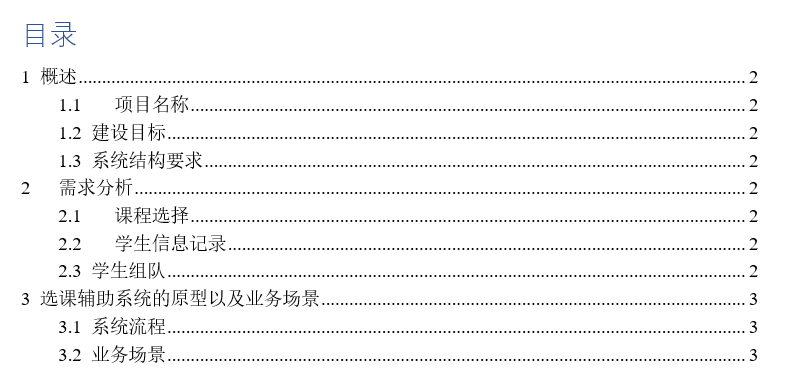 目录
1 概述........................................................................ 2
1.1 项目名称........................................................................ 2
1.2 建设目标........................................................................ 2
1.3 系统结构要求........................................................................ 2
2 需求分析........................................................................ 2
2.1 课程选择........................................................................ 2
2.2 学生信息记录........................................................................ 2
2.3 学生组队........................................................................ 2
3 选课辅助系统的原型以及业务场景........................................................................ 3
3.1 系统流程........................................................................ 3
3.2 业务场景........................................................................ 3